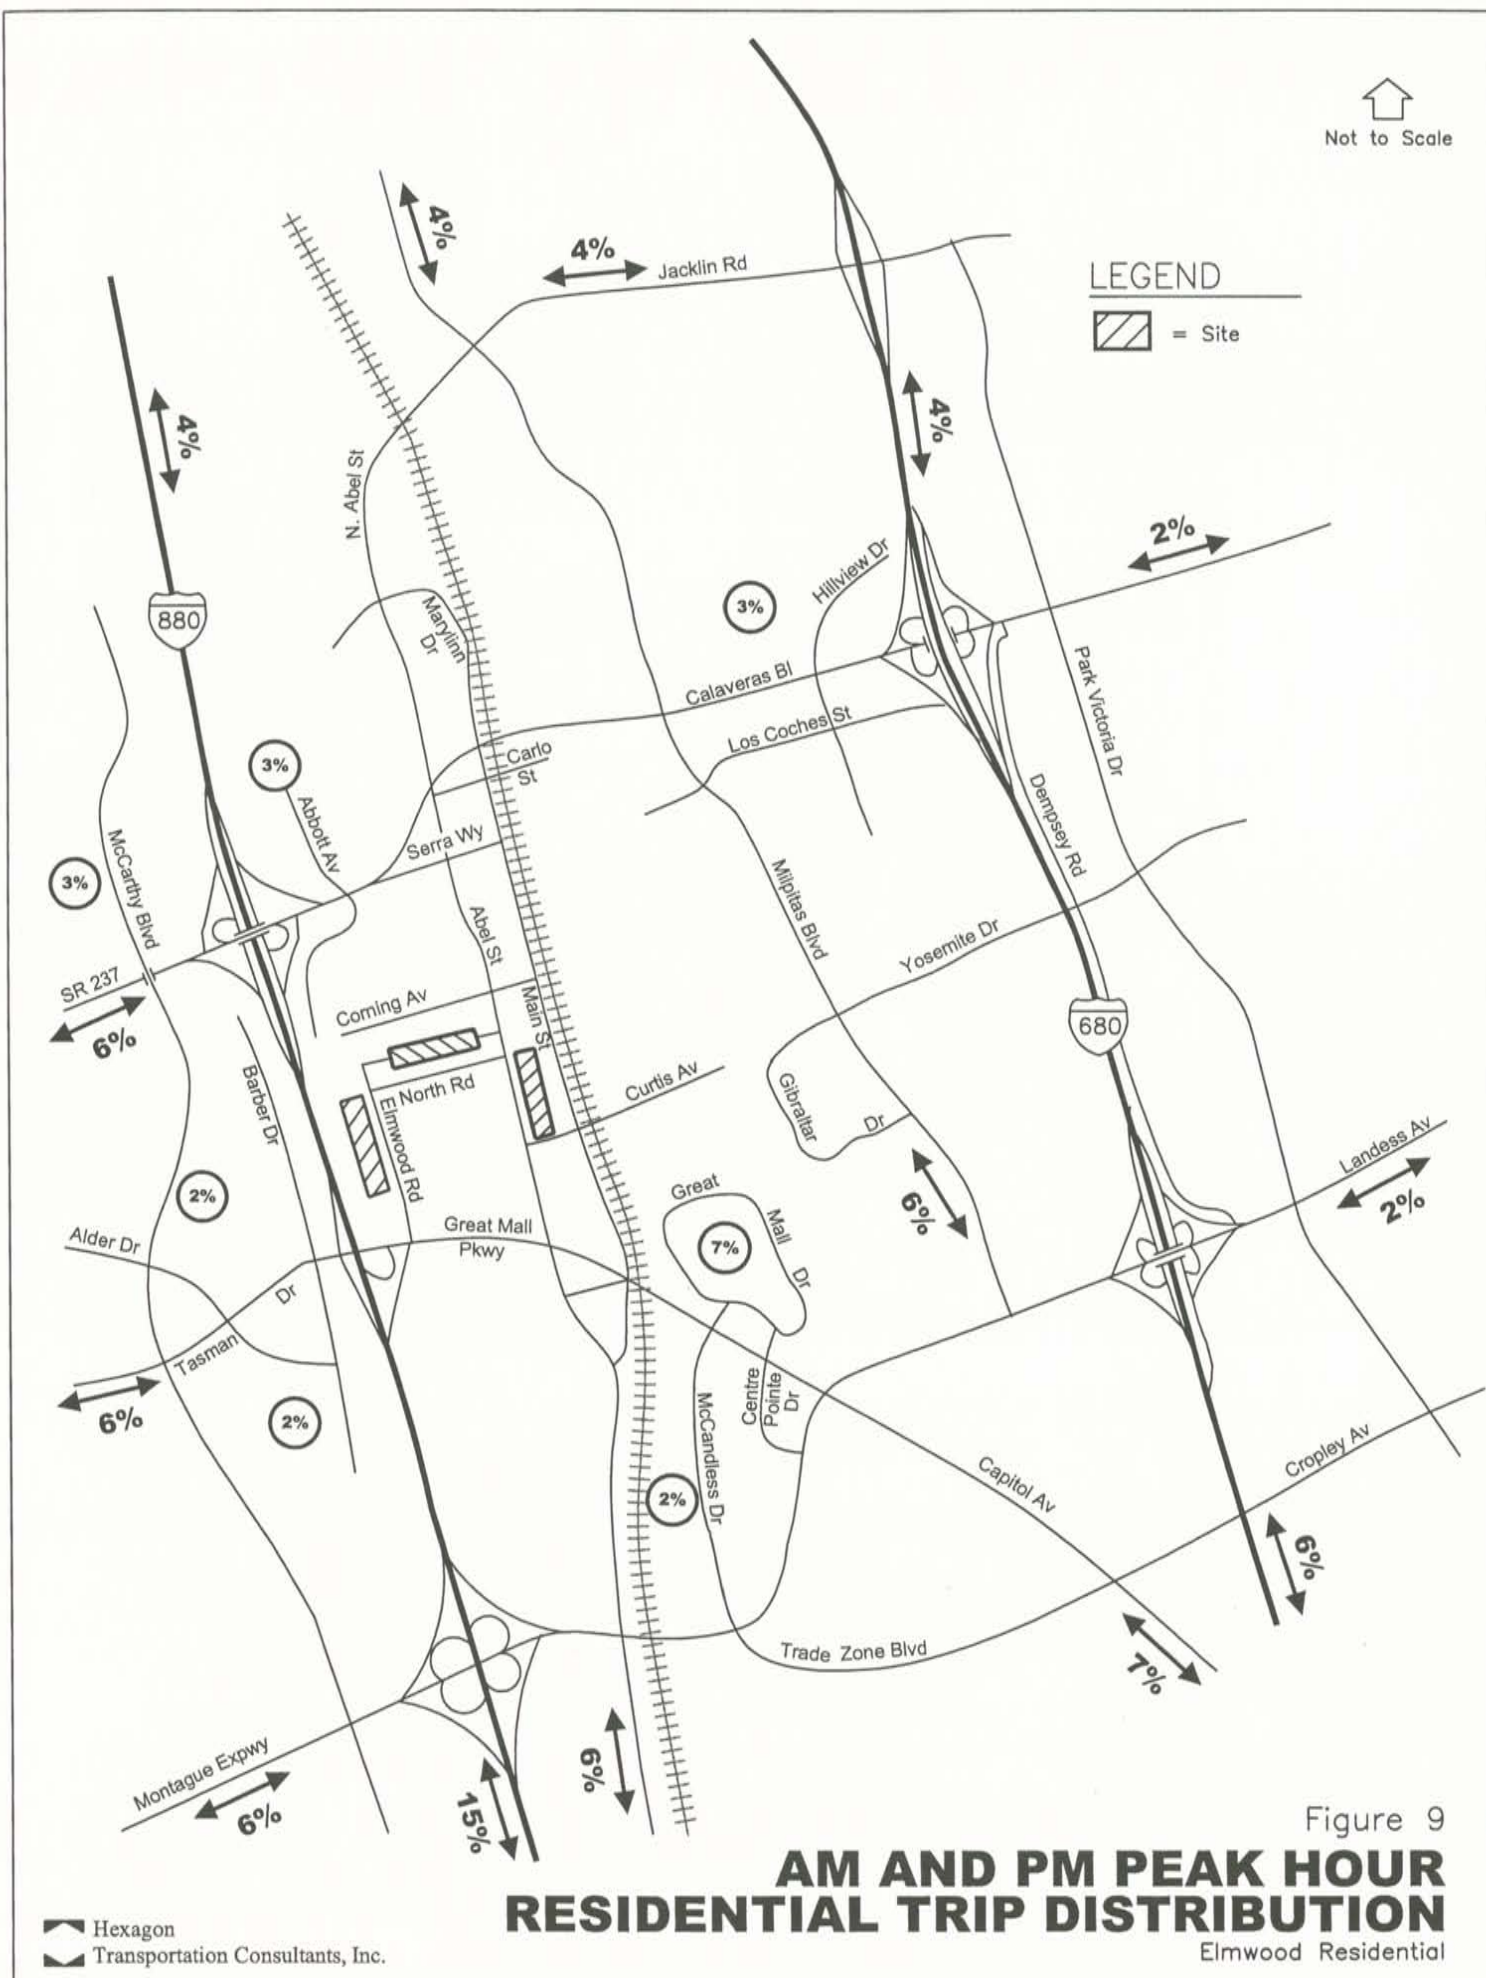 Not to Scale
4%
4%
Jacklin Rd
LEGEND
= Site
4%
4%
N. Abel St
2%
Hillview Dr
880
3%
Marylinn
Dr
Park Victoria Dr
Calaveras Bl
Los Coches St
Carlo
St
3%
Abbott Av
Dempsey Rd
Serra Wy
McCarthy Blvd
3%
Milpitas Blvd
Abel St
Yosemite Dr
SR 237
6%
Coming Av
Main St
680
Barber Dr
North Rd
Elmwood Rd
Curtis Av
Gibraltar
Dr
Landess Av
2%
2%
6%
Great
Mall
Dr
7%
Alder Dr
Great Mall
Pkwy
Tasman
Dr
6%
2%
Centre
Pointe
Dr
McCandless Dr
2%
Capitol Av
Cropley Av
6%
Trade Zone Blvd
7%
Montague Expwy
6%
15%
6%
Figure 9
AM AND PM PEAK HOUR
RESIDENTIAL TRIP DISTRIBUTION
Elmwood Residential
Hexagon
Transportation Consultants, Inc.